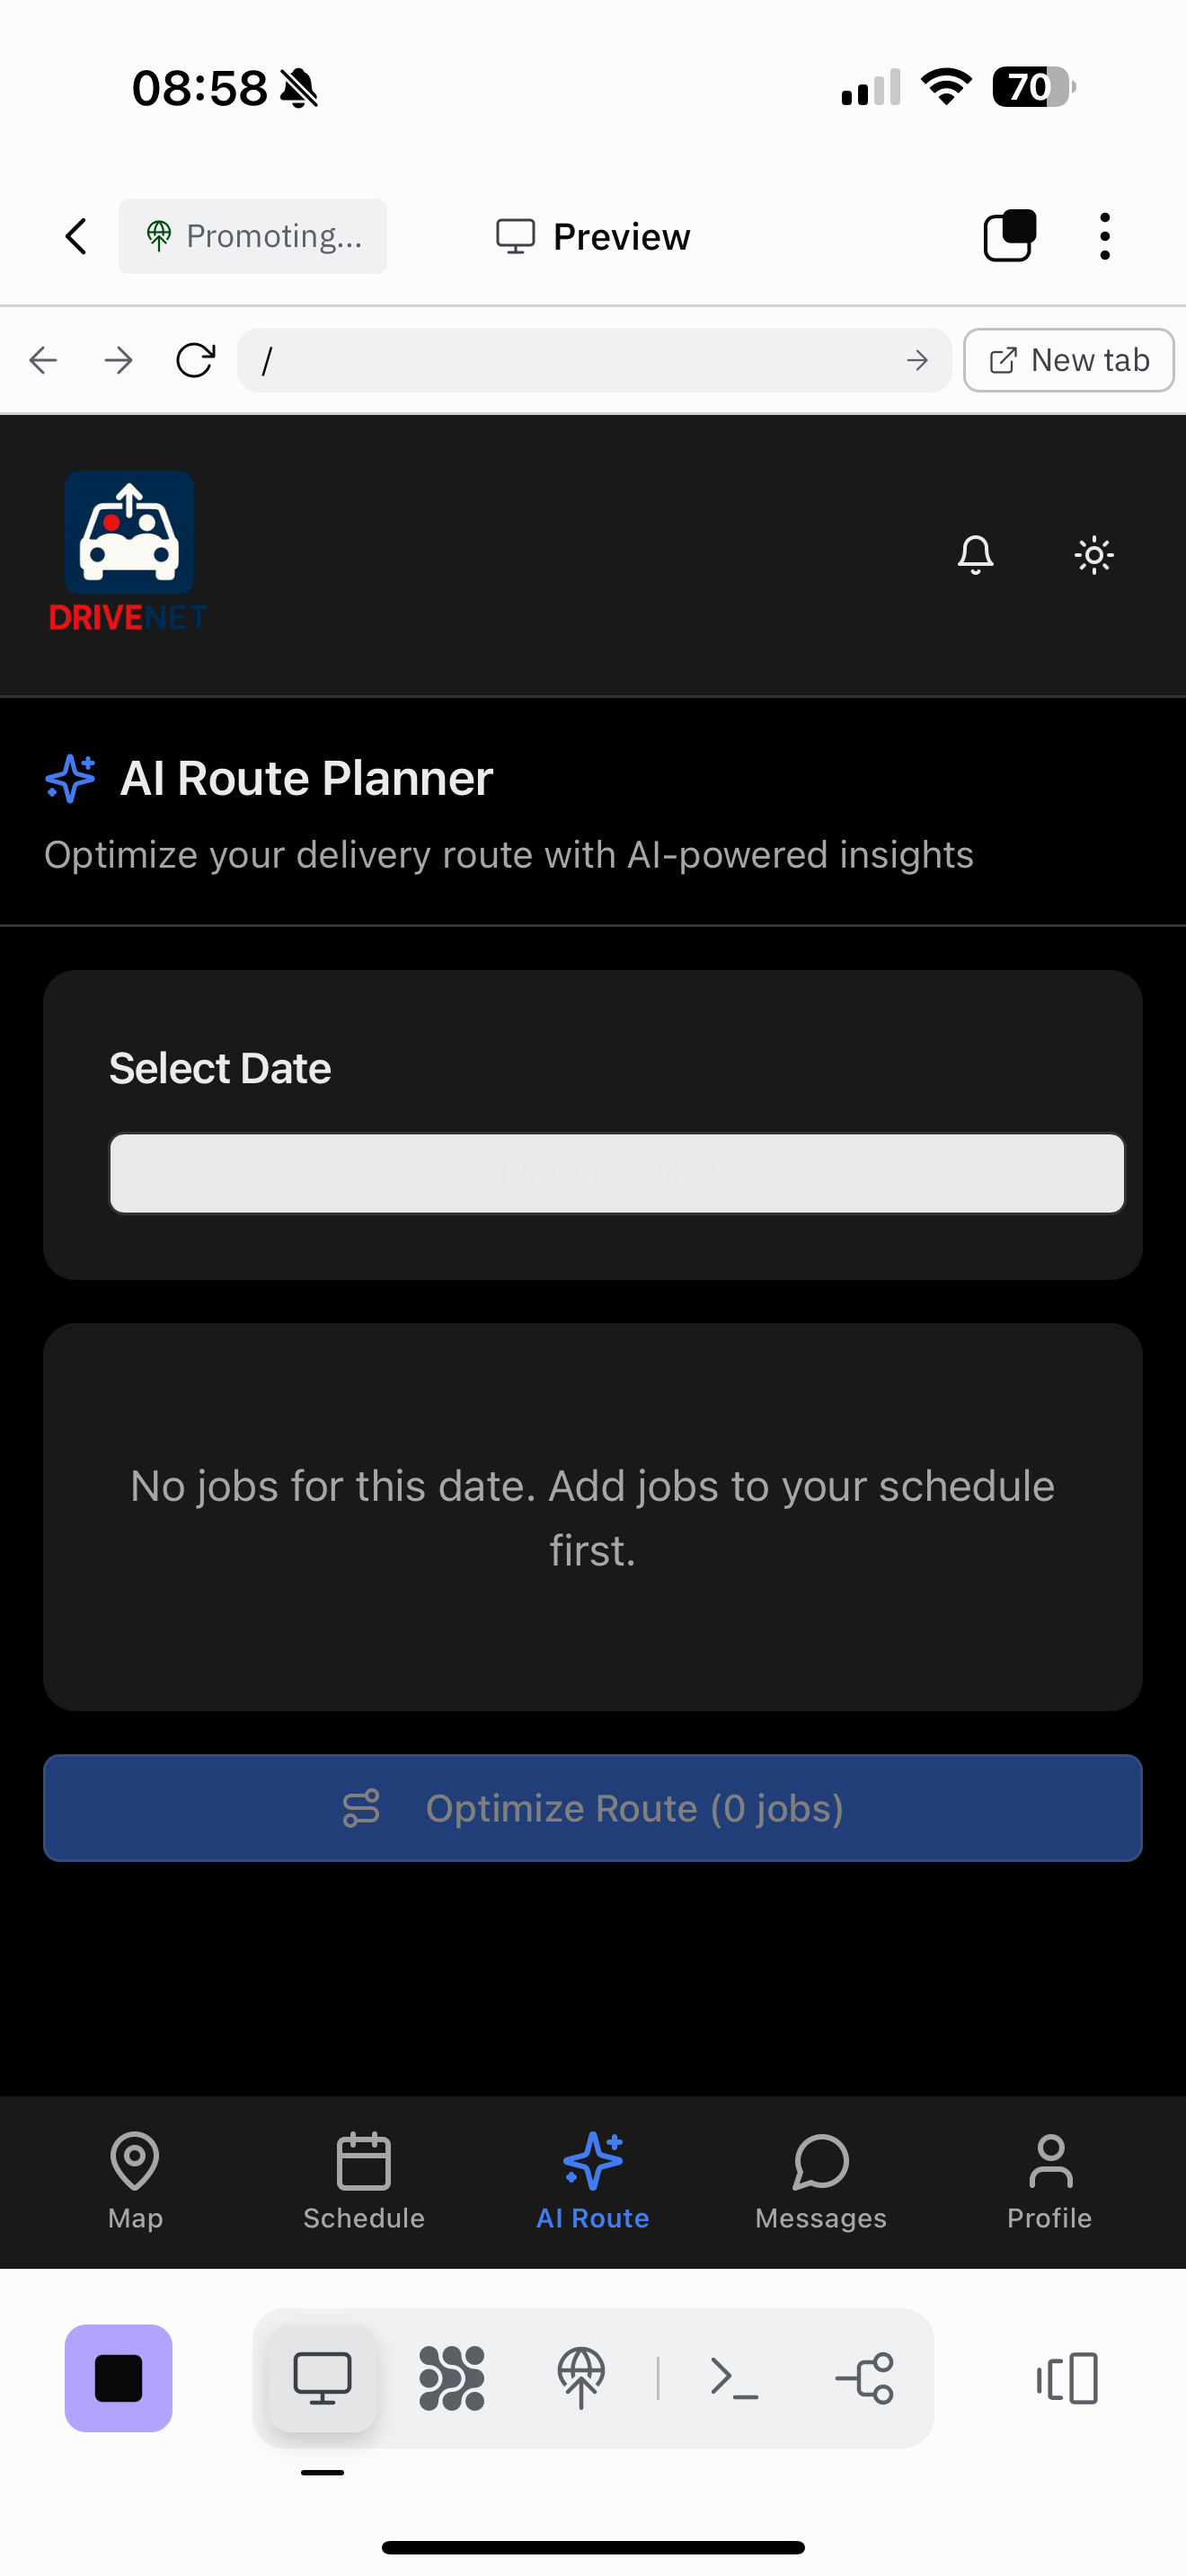 08:58
70
Promoting...
Preview
/
New tab
DRIVENET
AI Route Planner
Optimize your delivery route with AI-powered insights
Select Date
18 Oct 2025
No jobs for this date. Add jobs to your schedule
first.
Optimize Route (0 jobs)
Map
Schedule
AI Route
Messages
Profile